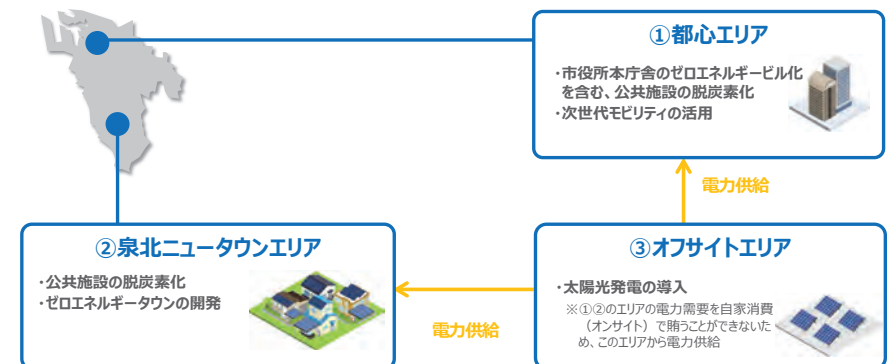 ①都心エリア
・市役所本庁舎のゼロエネルギービル化
を含む、公共施設の脱炭素化
・次世代モビリティの活用
電力供給
②泉北ニュータウンエリア
・公共施設の脱炭素化
・ゼロエネルギータウンの開発
電力供給
③オフサイトエリア
・太陽光発電の導入
※①②のエリアの電力需要を自家消費
（オンサイト）で賄うことができないた
め、このエリアから電力供給